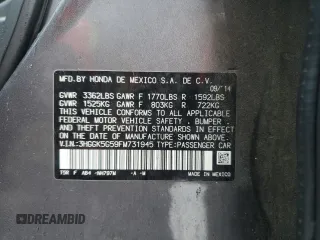 MFD. BY HONDA DE MEXICO S.A. DE C.V.
09/14
GVWR 3362LBS GAWR F 1770LBS R 1592LBS
GVWR 1525KG GAWR F 803KG R 722KG
THIS VEHICLE CONFORMS TO ALL APPLICABLE
FEDERAL MOTOR VEHICLE SAFETY, BUMPER, AND
THEFT PREVENTION STANDARDS IN EFFECT ON
THE DATE OF MANUFACTURE SHOWN ABOVE.
V.I.N.:3HGGK5G59FM731945 TYPE:PASSENGER CAR
MADE IN MEXICO